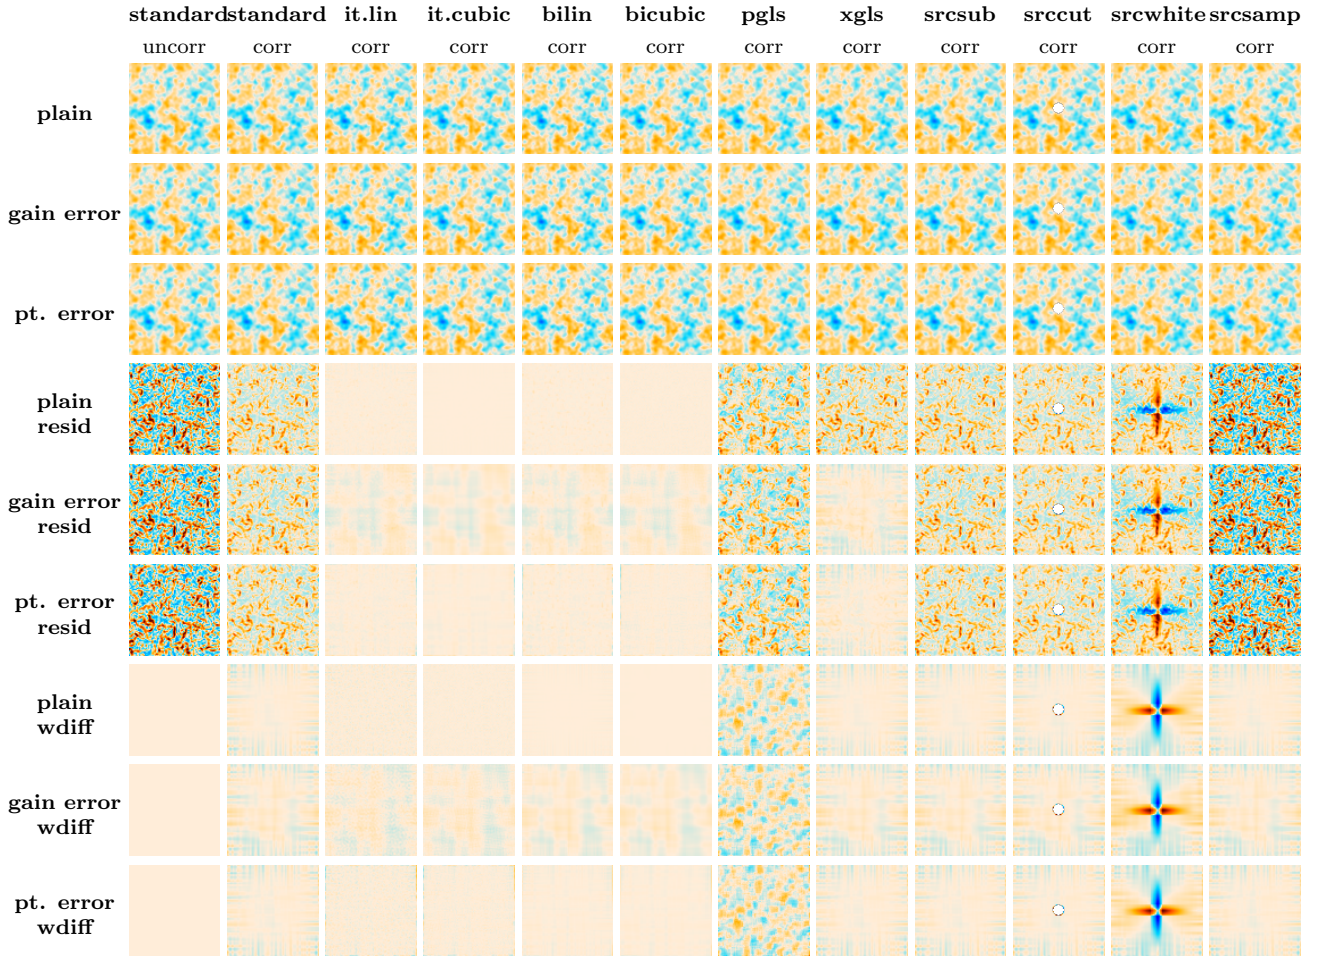 standard standard it.lin it.cubic bilin bicubic pgls xgls srcsub srccut srcwhite srcsamp
uncorr corr corr corr corr corr corr corr corr corr corr corr
plain
gain error
pt. error
plain
resid
gain error
resid
pt. error
resid
plain
wdiff
gain error
wdiff
pt. error
wdiff